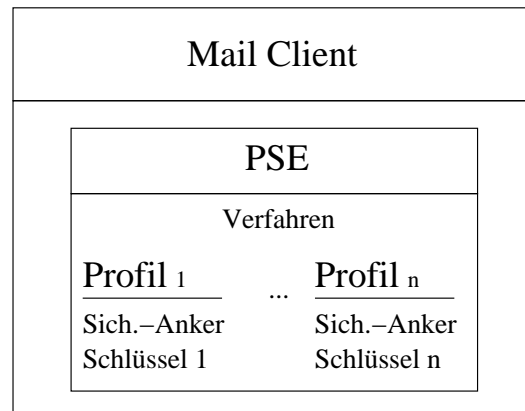 Mail Client
PSE
Verfahren
Profil 1 ... Profil n
Sich.–Anker Sich.–Anker
Schlüssel 1 Schlüssel n